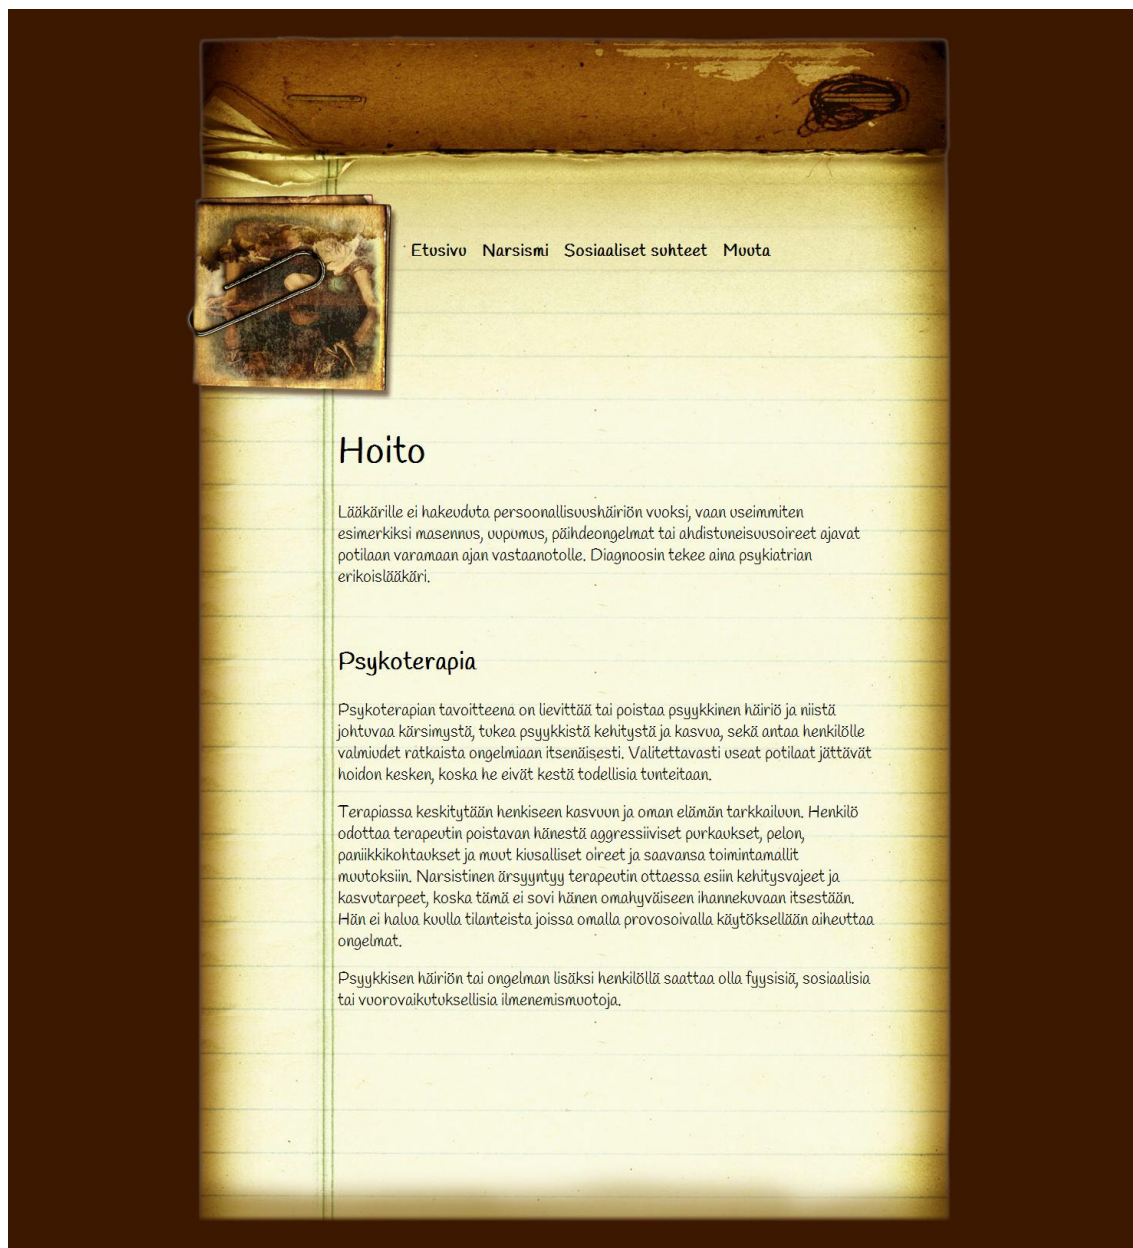 Etusivu Narsismi Sosiaaliset suhteet Muuta
Hoito
Lääkärille ei hakeuduta persoonallisuushäiriön vuoksi, vaan useimmiten
esimerkiksi masennus, uupumus, päihdeongelmat tai ahdistuneisuusoireet ajavat
potilaan varamaan ajan vastaanotolle. Diagnoosin tekee aina psykiatrian
erikoislääkäri.
Psykoterapia
Psykoterapian tavoitteena on lievittää tai poistaa psyykkinen häiriö ja niistä
johtuvaa kärsimystä, tukea psyykkistä kehitystä ja kasvua, sekä antaa henkilölle
valmiudet ratkaista ongelmiaan itsenäisesti. Valitettavasti useat potilaat jättävät
hoidon kesken, koska he eivät kestä todellisia tunteitaan.
Terapiassa keskitytään henkiseen kasvuun ja oman elämän tarkkailuun. Henkilö
odottaa terapeutin poistavan hänestä aggressiiviset purkaukset, pelon,
paniikkikohtaukset ja muut kiusalliset oireet ja saavansa toimintamallit
muutoksiin. Narsistinen ärsyyntyy terapeutin ottaessa esiin kehitysvajeet ja
kasvutarpeet, koska tämä ei sovi hänen omahyväiseen ihannekuvaan itsestään.
Hän ei halua kuulla tilanteista joissa omalla provosoivalla käytöksellään aiheuttaa
ongelmat.
Psyykkisen häiriön tai ongelman lisäksi henkilöllä saattaa olla fyysisiä, sosiaalisia
tai vuorovaikutuksellisia ilmenemismuotoja.